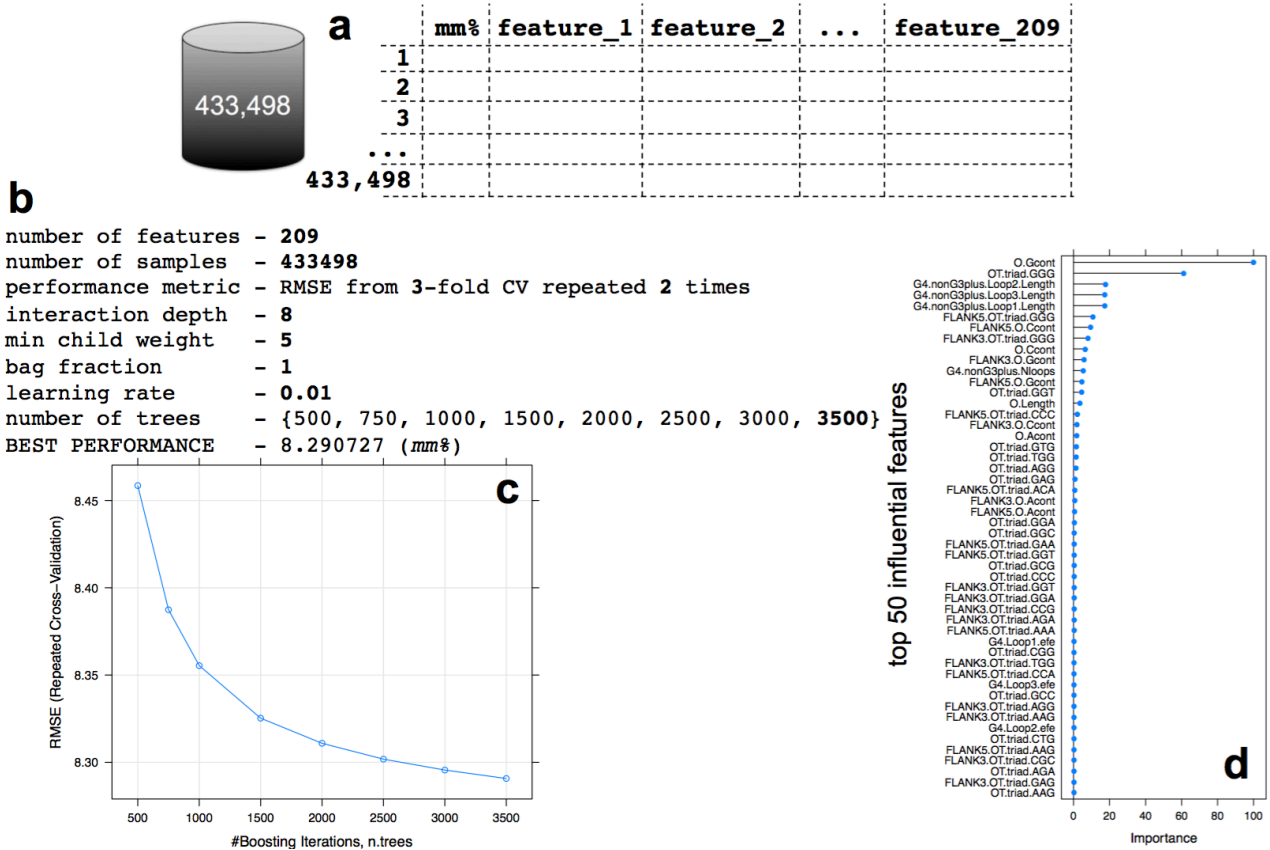 433,498
a
mm% feature_1 feature_2 ... feature_209
1
2
3
...
433,498
b
number of features - 209
number of samples - 433498
performance metric - RMSE from 3-fold CV repeated 2 times
interaction depth - 8
min child weight - 5
bag fraction - 1
learning rate - 0.01
number of trees - {500, 750, 1000, 1500, 2000, 2500, 3000, 3500}
BEST PERFORMANCE - 8.290727 (mm%)
c
RMSE (Repeated Cross-Validation)
8.45
8.40
8.35
8.30
500 1000 1500 2000 2500 3000 3500
#Boosting Iterations, n.trees
top 50 influential features
O.Gcont
OT.triad.GGG
G4.nonG3plus.Loop2.Length
G4.nonG3plus.Loop3.Length
G4.nonG3plus.Loop1.Length
FLANK5.OT.triad.GGG
FLANK5.O.Ccont
FLANK3.OT.triad.GGG
O.Ccont
FLANK3.O.Gcont
G4.nonG3plus.Nloops
FLANK5.O.Gcont
OT.triad.GGT
O.Length
FLANK5.OT.triad.CCC
FLANK3.O.Ccont
O.Acont
OT.triad.GTG
OT.triad.TGG
OT.triad.AGG
OT.triad.GAG
FLANK5.OT.triad.ACA
FLANK3.O.Acont
FLANK5.O.Acont
OT.triad.GGA
OT.triad.GGC
FLANK5.OT.triad.GAA
FLANK5.OT.triad.GGT
OT.triad.GCG
OT.triad.CCC
FLANK3.OT.triad.GGT
FLANK3.OT.triad.GGA
FLANK3.OT.triad.CCG
FLANK3.OT.triad.AGA
FLANK5.OT.triad.AAA
G4.Loop1.efe
OT.triad.CGG
FLANK3.OT.triad.TGG
FLANK5.OT.triad.CCA
G4.Loop3.efe
OT.triad.GCC
FLANK3.OT.triad.AGG
FLANK3.OT.triad.AAG
G4.Loop2.efe
OT.triad.CTG
FLANK5.OT.triad.AAG
FLANK3.OT.triad.CGC
OT.triad.AGA
FLANK3.OT.triad.GAG
OT.triad.AAG
d
0 20 40 60 80 100
Importance